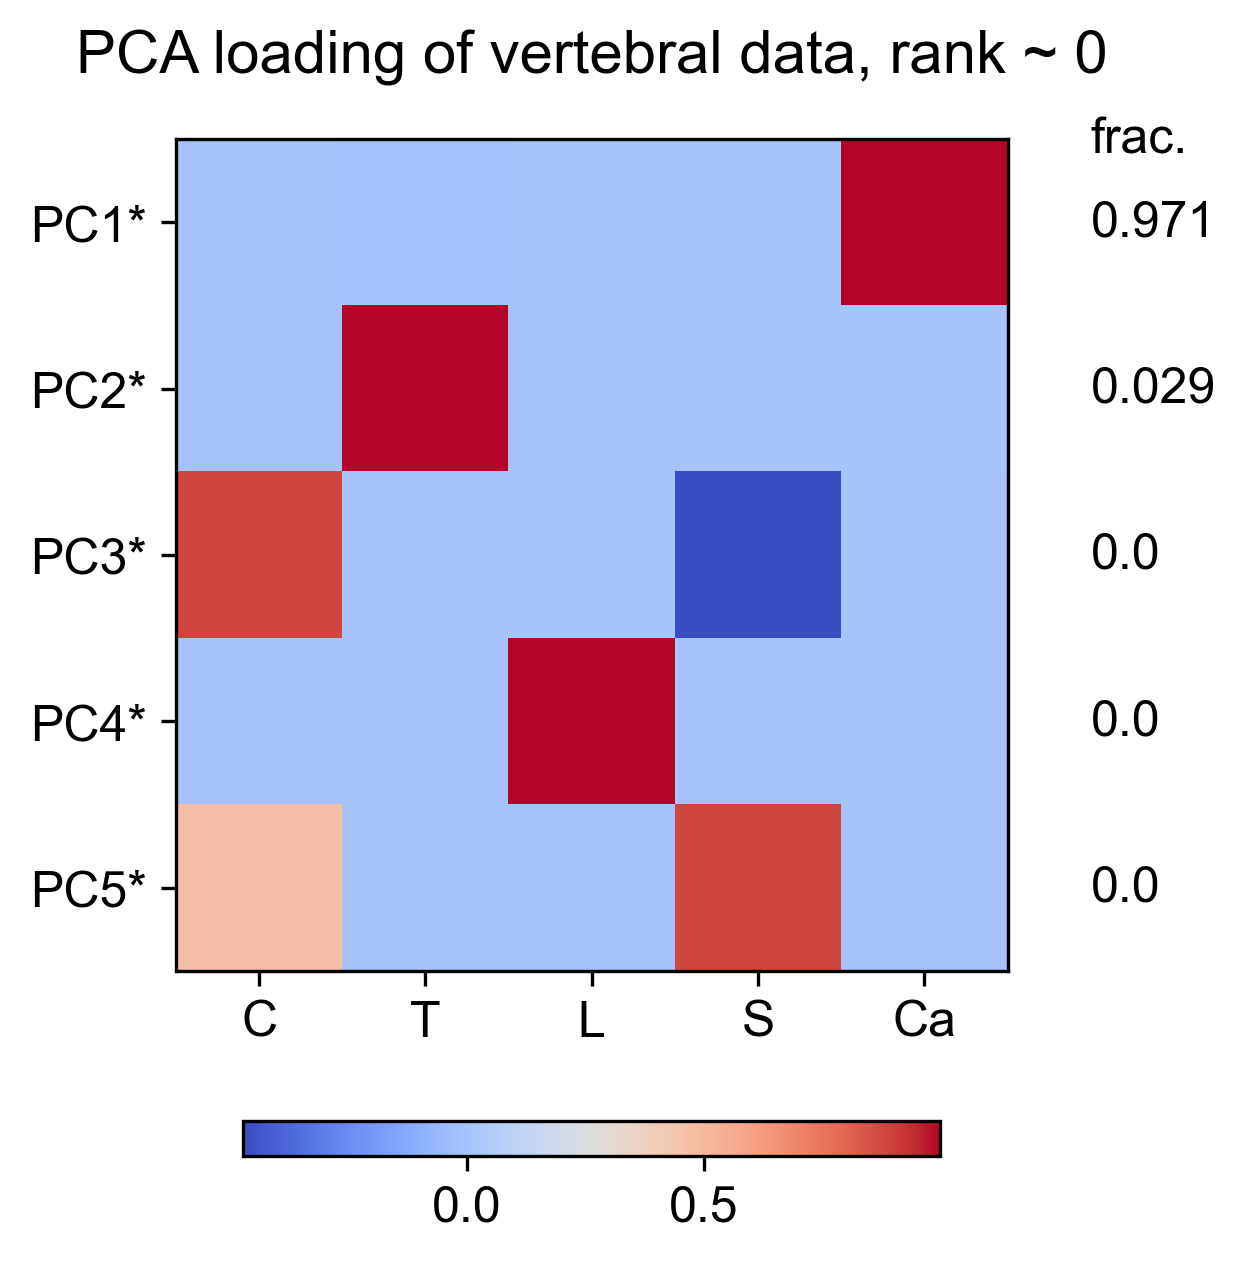 PCA loading of vertebral data, rank ~ 0
frac.
PC1* 0.971
PC2* 0.029
PC3* 0.0
PC4* 0.0
PC5* 0.0
C T L S Ca
0.0 0.5